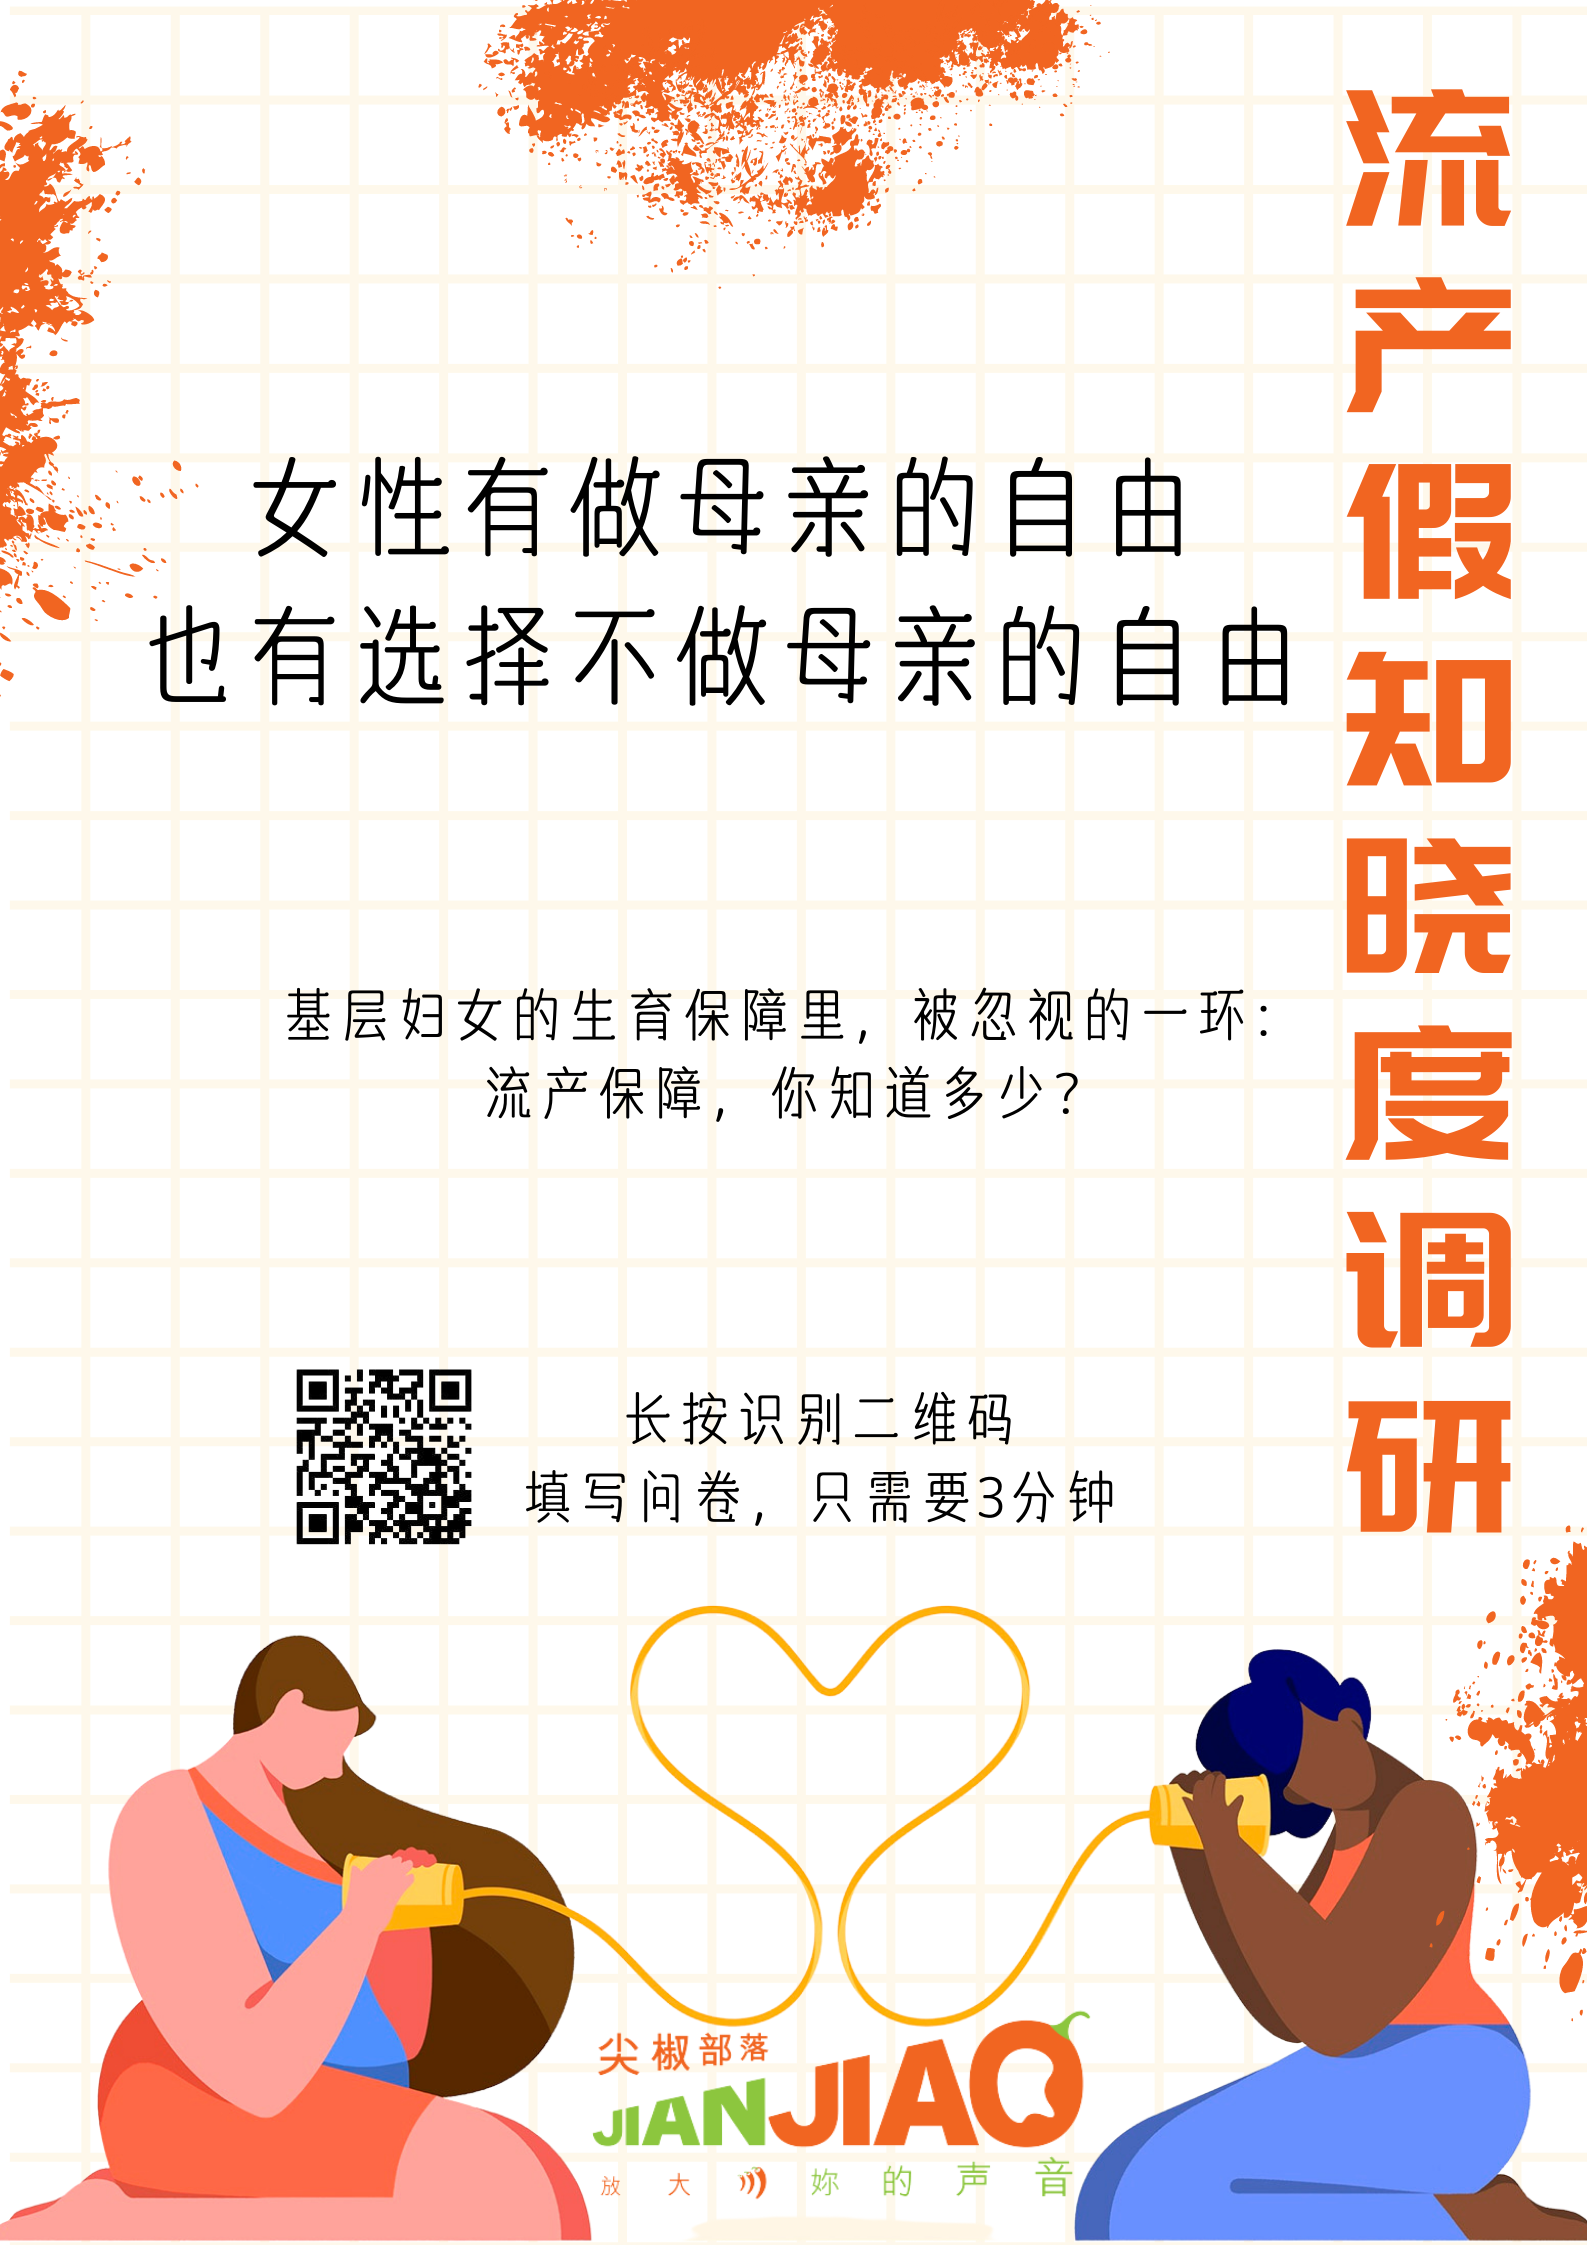 流产假知晓度调研
女性有做母亲的自由
也有选择不做母亲的自由
基层妇女的生育保障里，被忽视的一环：
流产保障，你知道多少？
长按识别二维码
填写问卷，只需要3分钟
尖椒部落
JIANJIAO
放大妳的声音